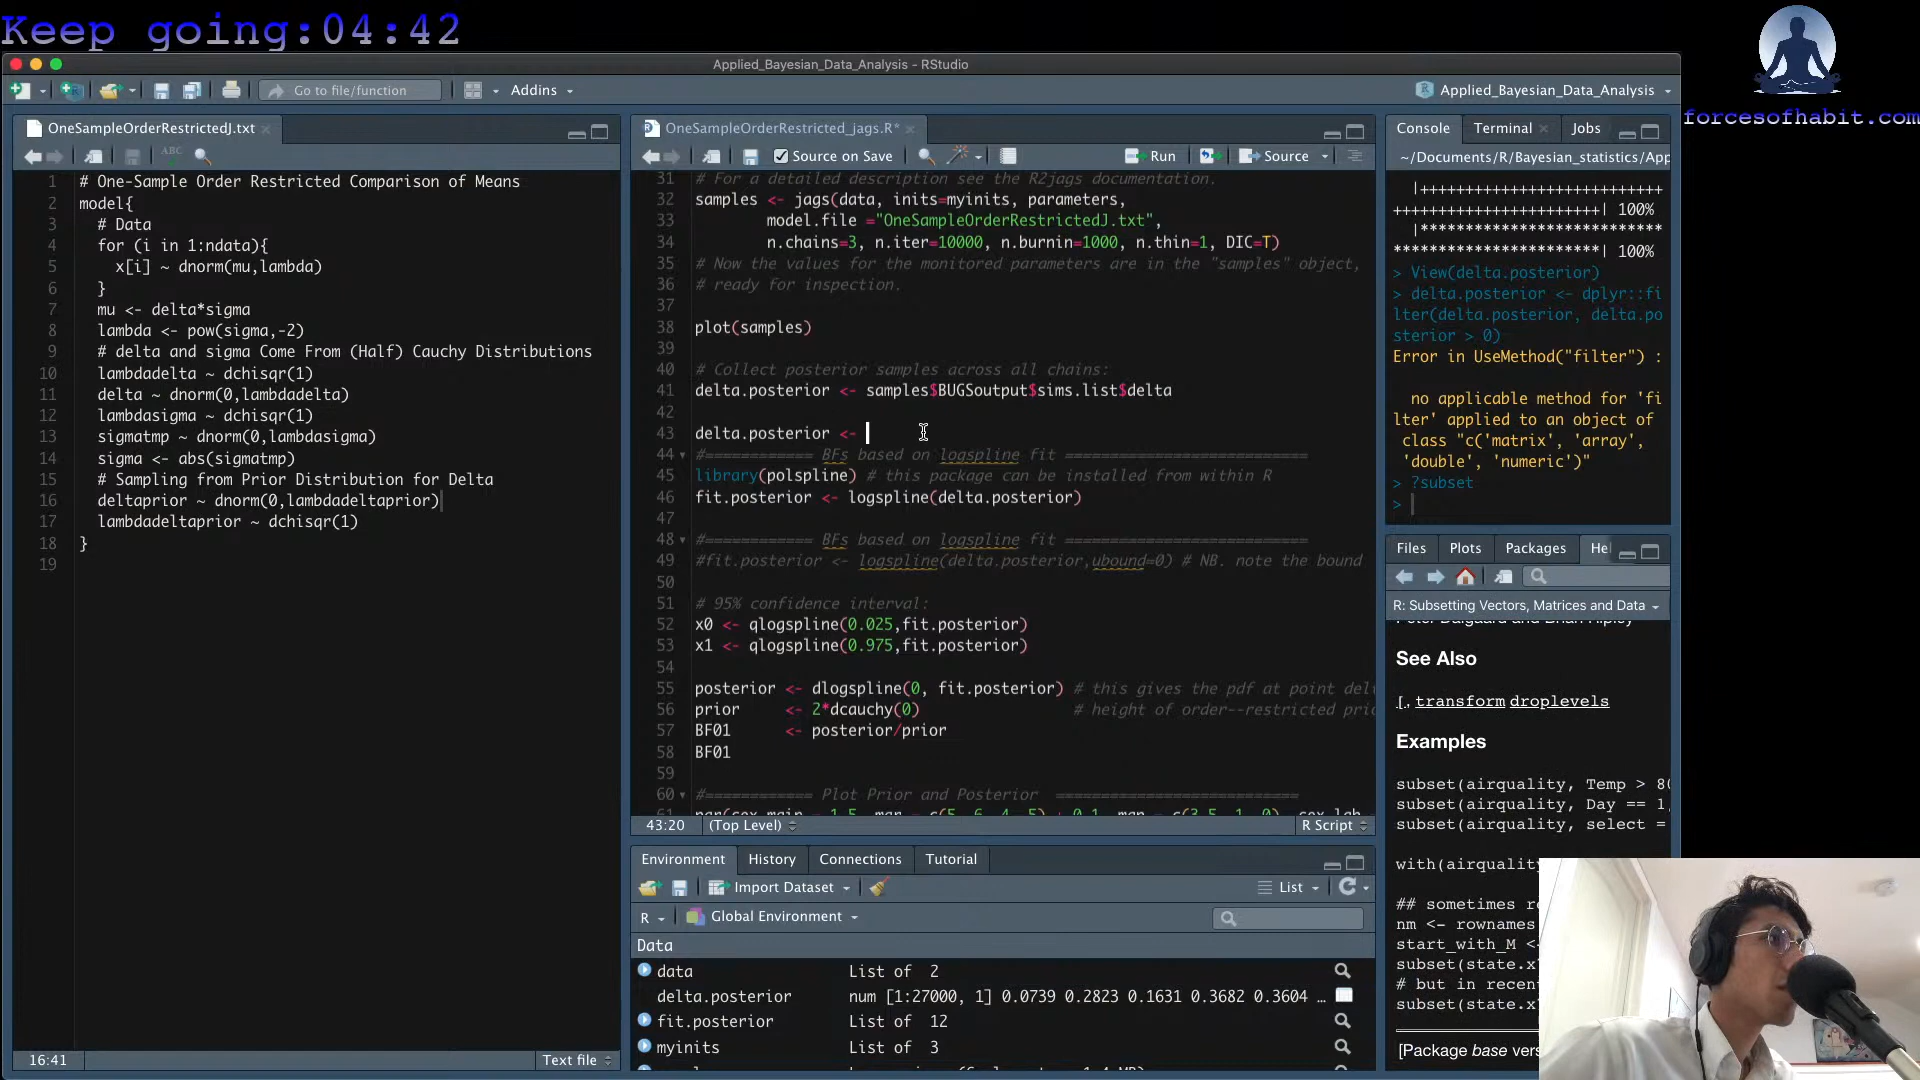 Keep going:04:42
forcesofhabit.com
Applied_Bayesian_Data_Analysis - RStudio
Go to file/function
Addins
Applied_Bayesian_Data_Analysis
OneSampleOrderRestrictedJ.txt
ABC
1 # One-Sample Order Restricted Comparison of Means
2 model{
3 # Data
4 for (i in 1:ndata){
5 x[i] ~ dnorm(mu,lambda)
6 }
7 mu <- delta*sigma
8 lambda <- pow(sigma,-2)
9 # delta and sigma Come From (Half) Cauchy Distributions
10 lambdadelta ~ dchisqr(1)
11 delta ~ dnorm(0,lambdadelta)
12 lambdasigma ~ dchisqr(1)
13 sigmatmp ~ dnorm(0,lambdasigma)
14 sigma <- abs(sigmatmp)
15 # Sampling from Prior Distribution for Delta
16 deltaprior ~ dnorm(0,lambdadeltaprior)
17 lambdadeltaprior ~ dchisqr(1)
18 }
19
16:41
Text file
OneSampleOrderRestricted_jags.R*
Source on Save
Run
Source
31 # For a detailed description see the R2jags documentation.
32 samples <- jags(data, inits=myinits, parameters,
33 model.file ="OneSampleOrderRestrictedJ.txt",
34 n.chains=3, n.iter=10000, n.burnin=1000, n.thin=1, DIC=T)
35 # Now the values for the monitored parameters are in the "samples" object,
36 # ready for inspection.
37
38 plot(samples)
39
40 # Collect posterior samples across all chains:
41 delta.posterior <- samples$BUGSoutput$sims.list$delta
42
43 delta.posterior <-
44 #============ BFs based on logspline fit ===========================
45 library(polspline) # this package can be installed from within R
46 fit.posterior <- logspline(delta.posterior)
47
48 #============ BFs based on logspline fit ===========================
49 #fit.posterior <- logspline(delta.posterior,ubound=0) # NB. note the bound
50
51 # 95% confidence interval:
52 x0 <- qlogspline(0.025,fit.posterior)
53 x1 <- qlogspline(0.975,fit.posterior)
54
55 posterior <- dlogspline(0, fit.posterior) # this gives the pdf at point del
56 prior <- 2*dcauchy(0) # height of order--restricted pri
57 BF01 <- posterior/prior
58 BF01
59
60 #============ Plot Prior and Posterior ===========================
43:20
(Top Level)
R Script
Environment
History
Connections
Tutorial
Import Dataset
List
R
Global Environment
Data
data List of 2
delta.posterior num [1:27000, 1] 0.0739 0.2823 0.1631 0.3682 0.3604 …
fit.posterior List of 12
myinits List of 3
Console
Terminal
Jobs
~/Documents/R/Bayesian_statistics/App
|++++++++++++++++++++++++++++
+++++++++++++++++++++++| 100%
|****************************
***********************| 100%
> View(delta.posterior)
> delta.posterior <- dplyr::fi
lter(delta.posterior, delta.po
sterior > 0)
Error in UseMethod("filter") :
no applicable method for 'fi
lter' applied to an object of
class "c('matrix', 'array',
'double', 'numeric')"
> ?subset
>
Files
Plots
Packages
He
R: Subsetting Vectors, Matrices and Data
See Also
[, transform droplevels
Examples
subset(airquality, Temp > 80
subset(airquality, Day == 1,
subset(airquality, select =
with(airquality
## sometimes r
nm <- rownames
start_with_M <-
subset(state.x
# but in recen
subset(state.x
[Package base vers